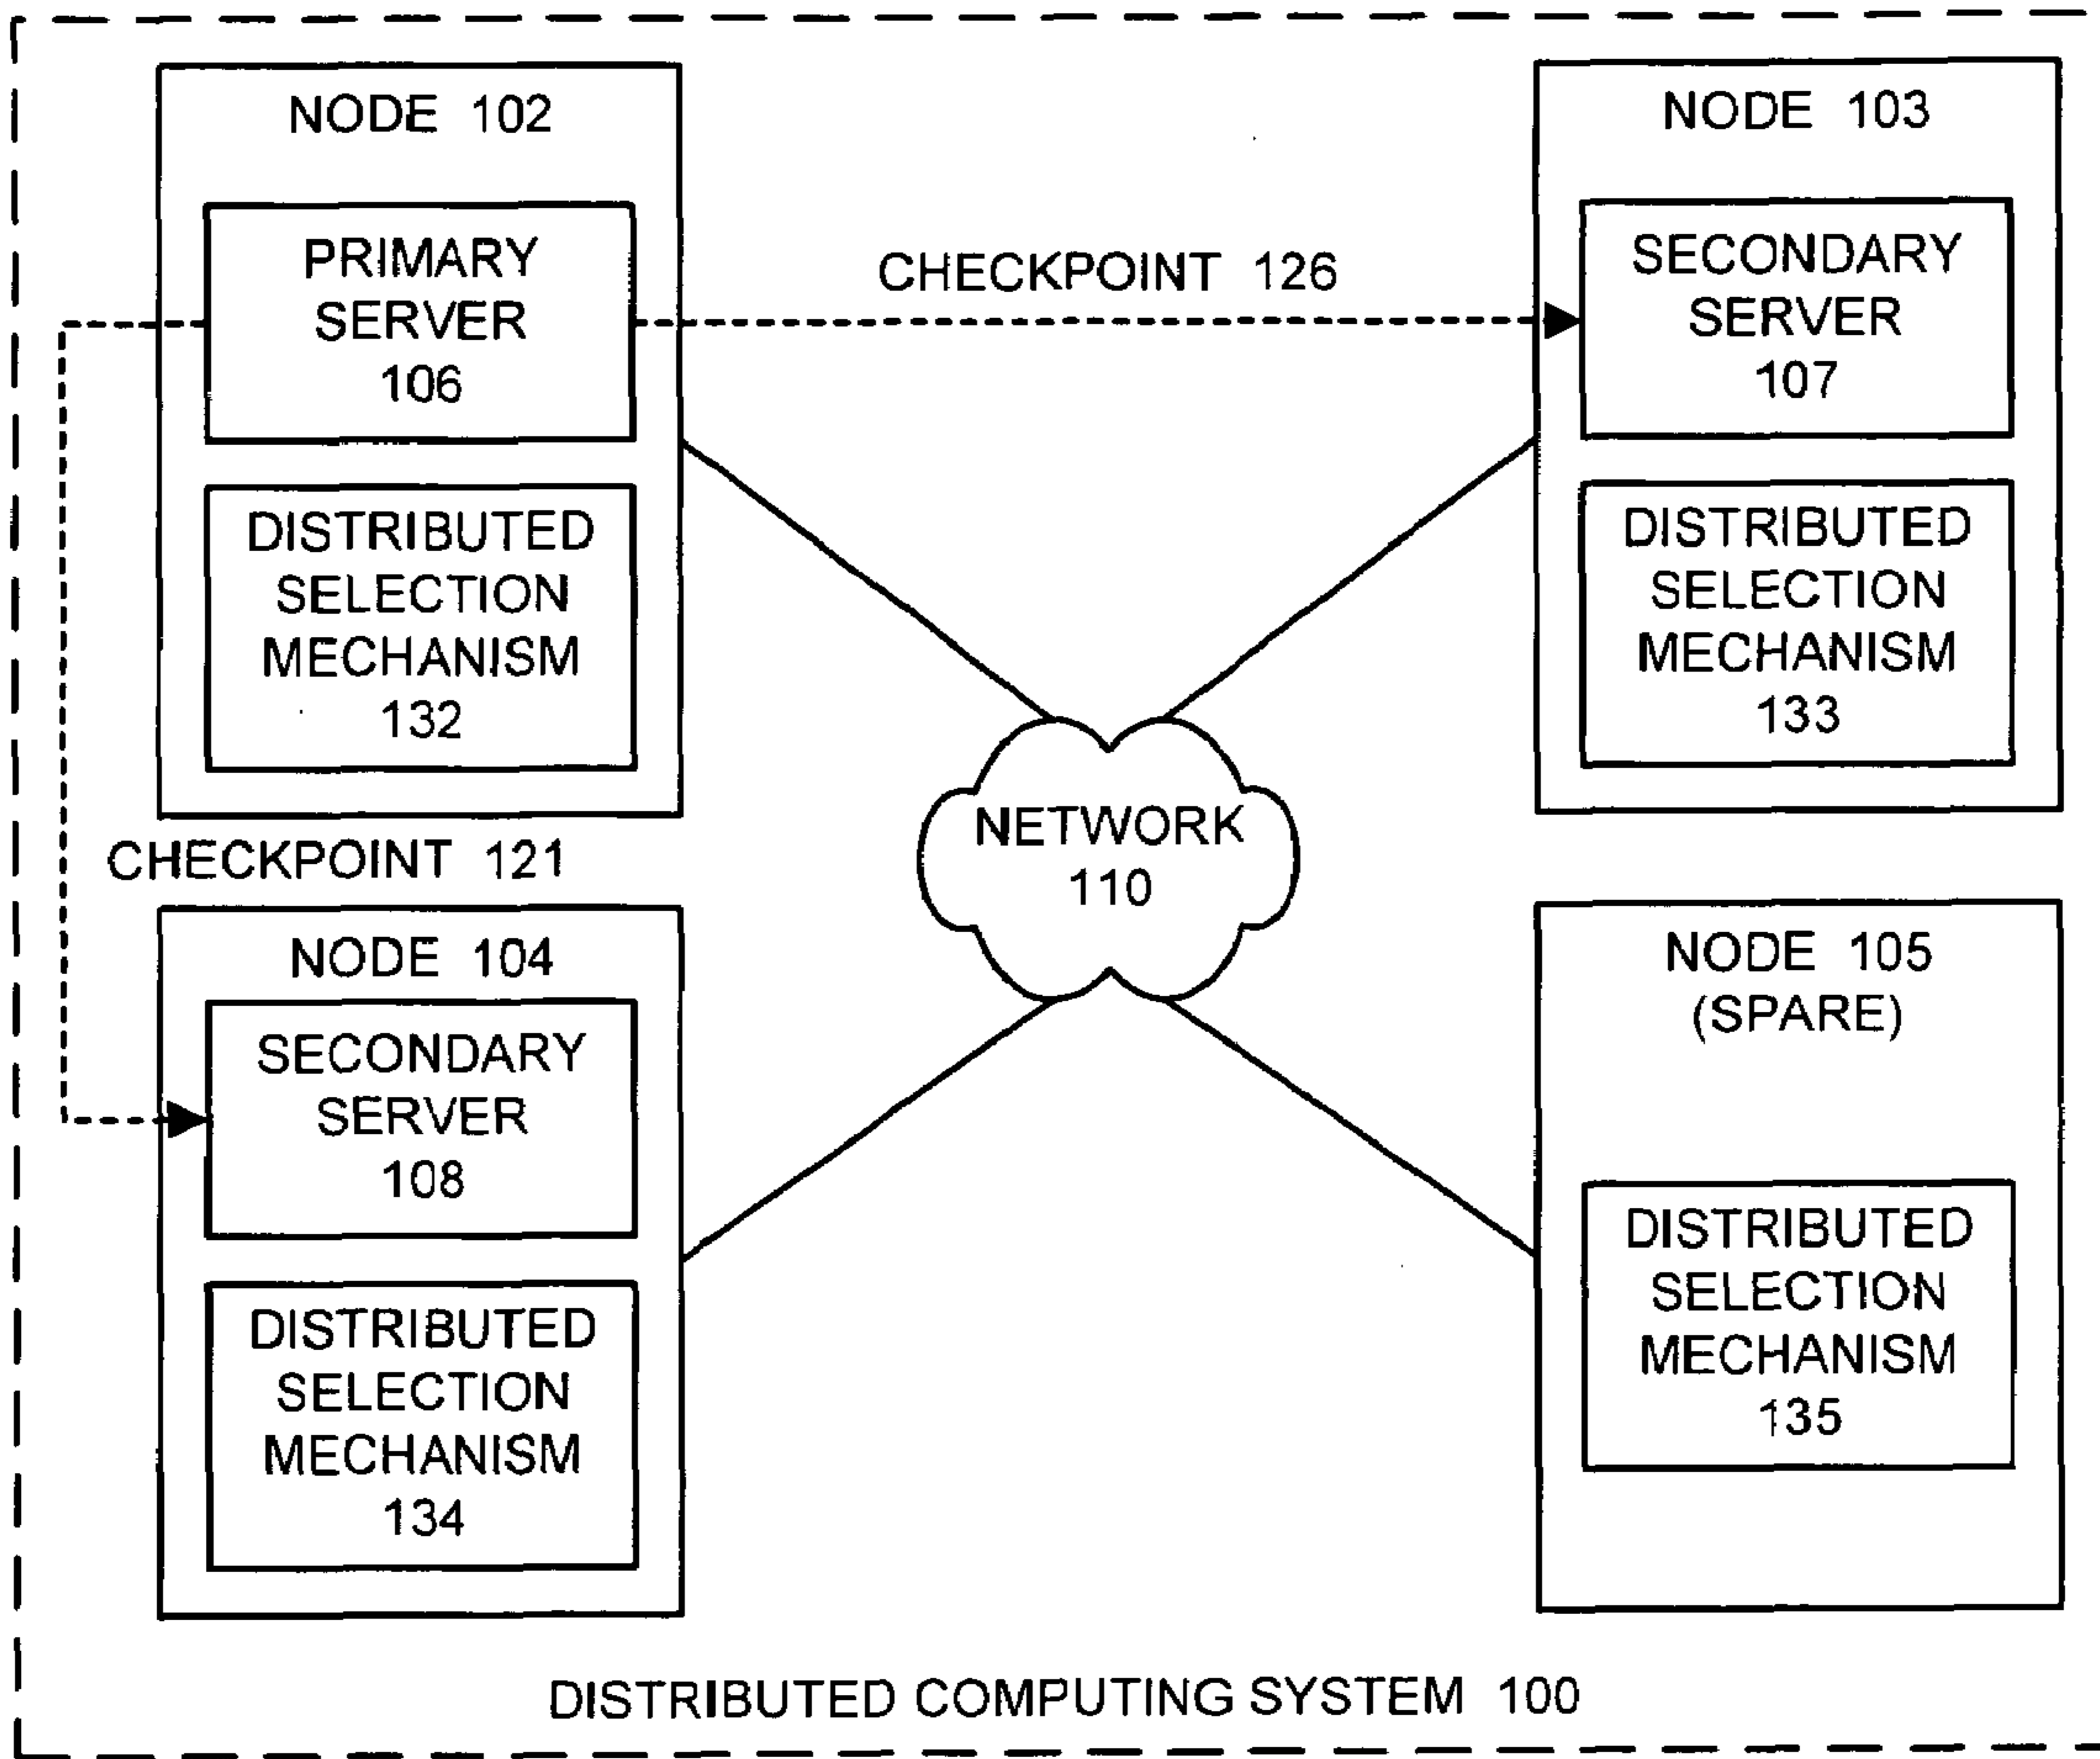 NODE 102
PRIMARY
SERVER
106
DISTRIBUTED
SELECTION
MECHANISM
132
CHECKPOINT 126
NODE 103
SECONDARY
SERVER
107
DISTRIBUTED
SELECTION
MECHANISM
133
CHECKPOINT 121
NETWORK
110
NODE 104
SECONDARY
SERVER
108
DISTRIBUTED
SELECTION
MECHANISM
134
NODE 105
(SPARE)
DISTRIBUTED
SELECTION
MECHANISM
135
DISTRIBUTED COMPUTING SYSTEM 100